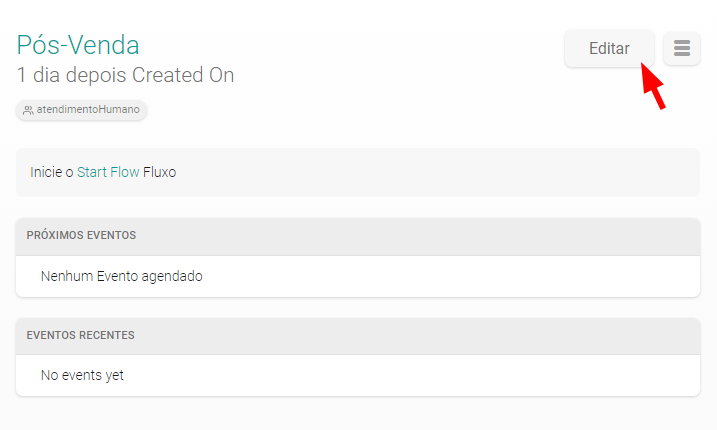 Pós-Venda
Editar
1 dia depois Created On
atendimentoHumano
Inicie o Start Flow Fluxo
PRÓXIMOS EVENTOS
Nenhum Evento agendado
EVENTOS RECENTES
No events yet